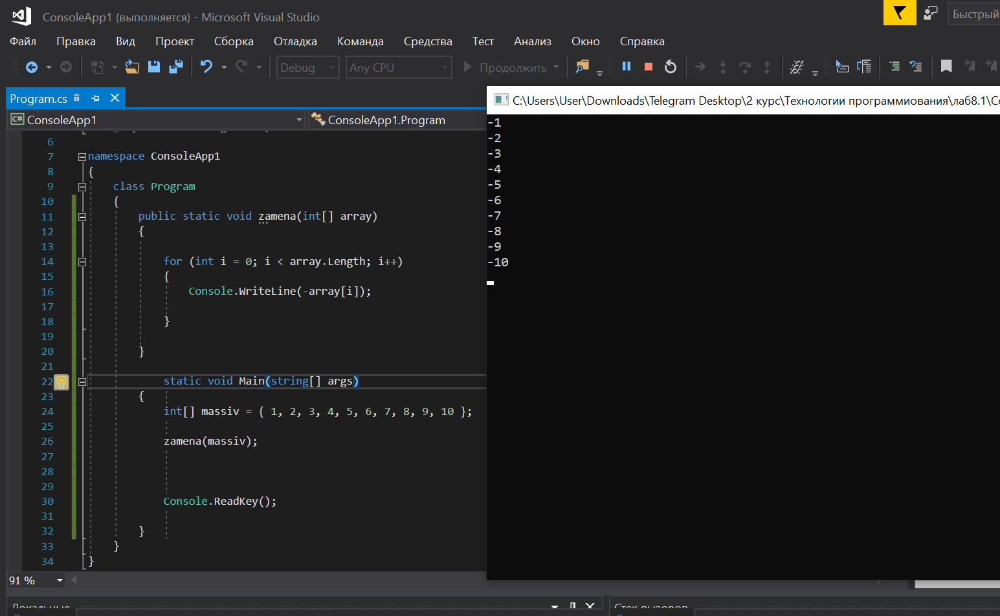 ConsoleApp1 (выполняется) - Microsoft Visual Studio
Быстрый
Файл Правка Вид Проект Сборка Отладка Команда Средства Тест Анализ Окно Справка
Debug Any CPU Продолжить
Program.cs
C:\Users\User\Downloads\Telegram Desktop\2 курс\Технологии программиования\лаб8.1\Co
C# ConsoleApp1 ConsoleApp1.Program
6
7 namespace ConsoleApp1
8 {
9 class Program
10 {
11 public static void zamena(int[] array)
12 {
13
14 for (int i = 0; i < array.Length; i++)
15 {
16 Console.WriteLine(-array[i]);
17
18 }
19
20 }
21
22 static void Main(string[] args)
23 {
24 int[] massiv = { 1, 2, 3, 4, 5, 6, 7, 8, 9, 10 };
25
26 zamena(massiv);
27
28
29
30 Console.ReadKey();
31
32 }
33 }
34 }
-1
-2
-3
-4
-5
-6
-7
-8
-9
-10
91 %
Локальные
Стек вызовов